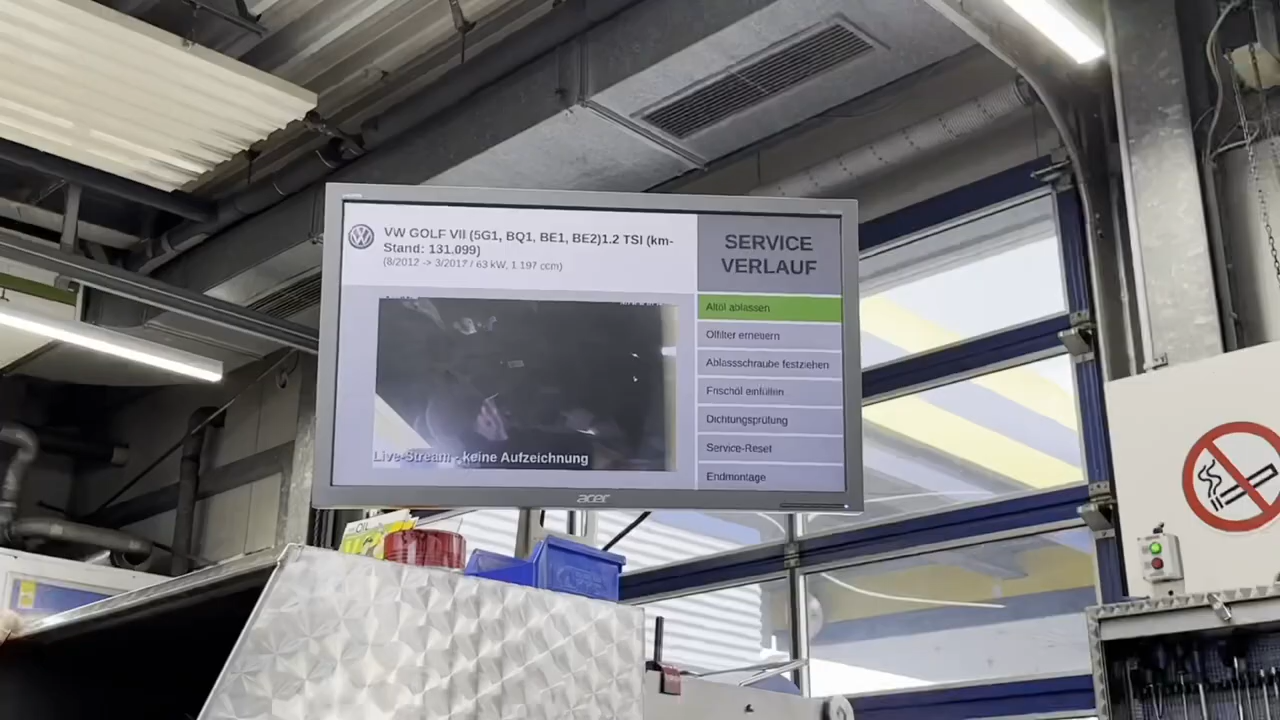 VW GOLF VII (5G1, BQ1, BE1, BE2)1.2 TSI (km-
Stand: 131.099)
(8/2012 -> 3/2017 / 63 kW, 1.197 ccm)
SERVICE
VERLAUF
Altöl ablassen
Ölfilter erneuern
Ablassschraube festziehen
Frischöl einfüllen
Dichtungsprüfung
Service-Reset
Endmontage
Live-Stream - keine Aufzeichnung
acer
OIL